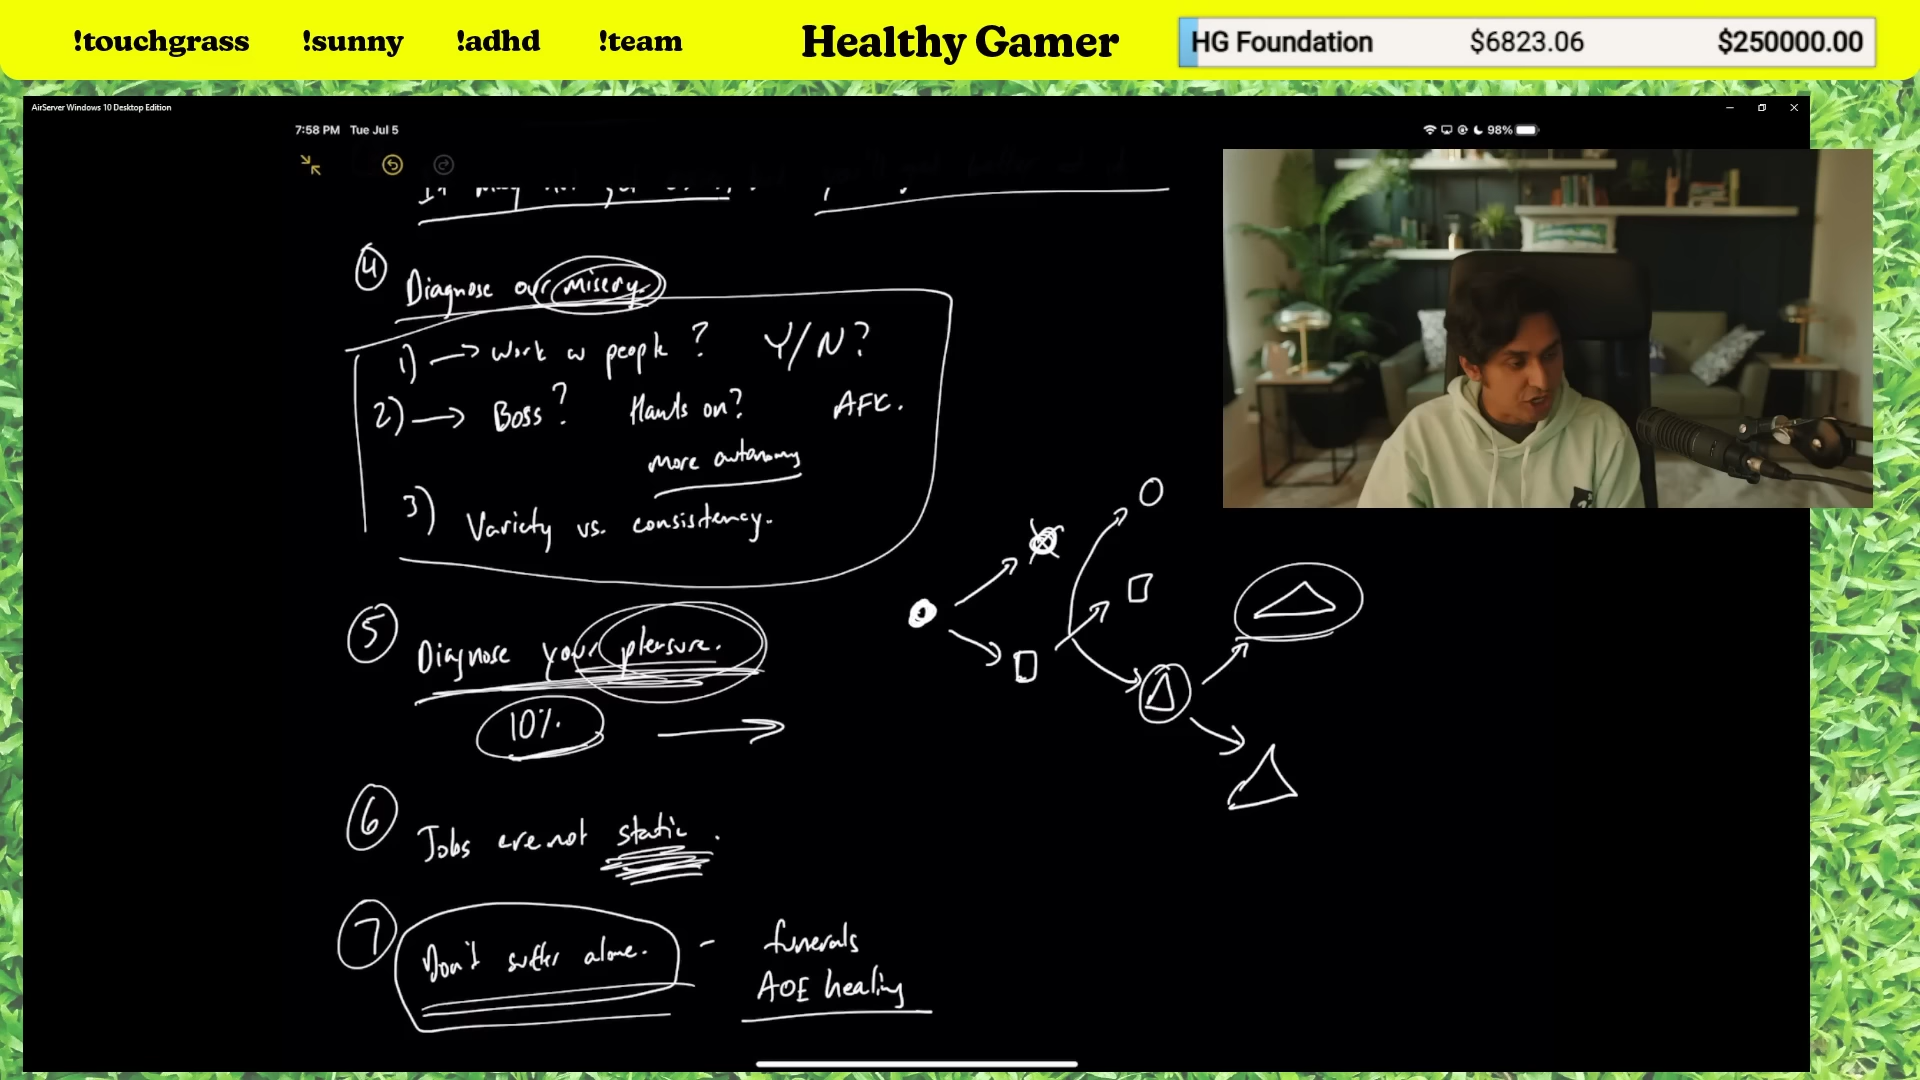 !touchgrass !sunny !adhd !team Healthy Gamer HG Foundation $6823.06 $250000.00
AirServer Windows 10 Desktop Edition
7:58 PM Tue Jul 5 98%
4 Diagnose our misery.
1) → Work w people? Y/N?
2) → Boss? Hands on? AFK.
more autonomy
3) Variety vs. consistency.
5 Diagnose your pleasure.
10%
6 Jobs are not static.
7 Don't suffer alone. - funerals
AOE healing